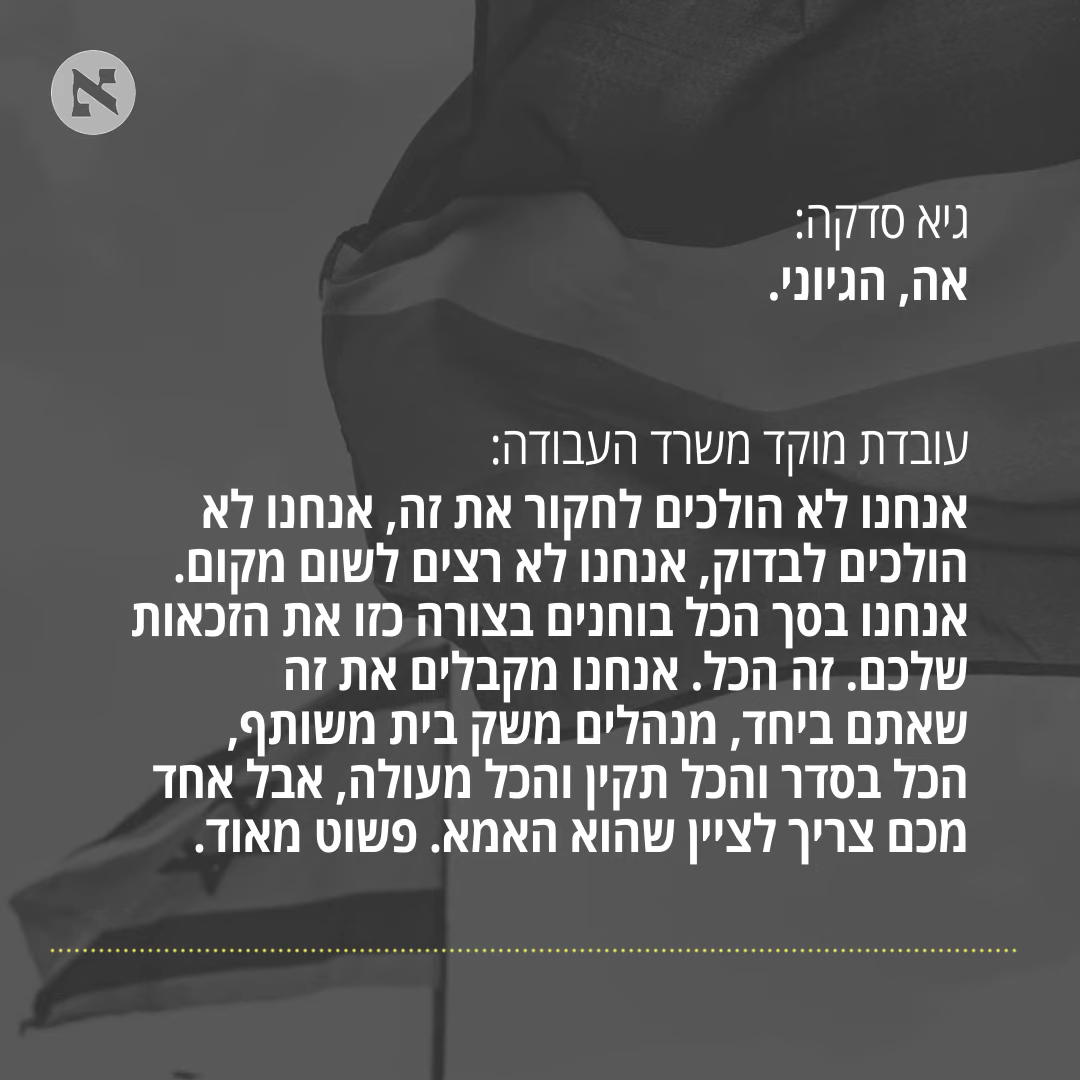 א
גיא סדקה:
אה, הגיוני.
עובדת מוקד משרד העבודה:
אנחנו לא הולכים לחקור את זה, אנחנו לא
הולכים לבדוק, אנחנו לא רצים לשום מקום.
אנחנו בסך הכל בוחנים בצורה כזו את הזכאות
שלכם. זה הכל. אנחנו מקבלים את זה
שאתם ביחד, מנהלים משק בית משותף,
הכל בסדר והכל תקין והכל מעולה, אבל אחד
מכם צריך לציין שהוא האמא. פשוט מאוד.